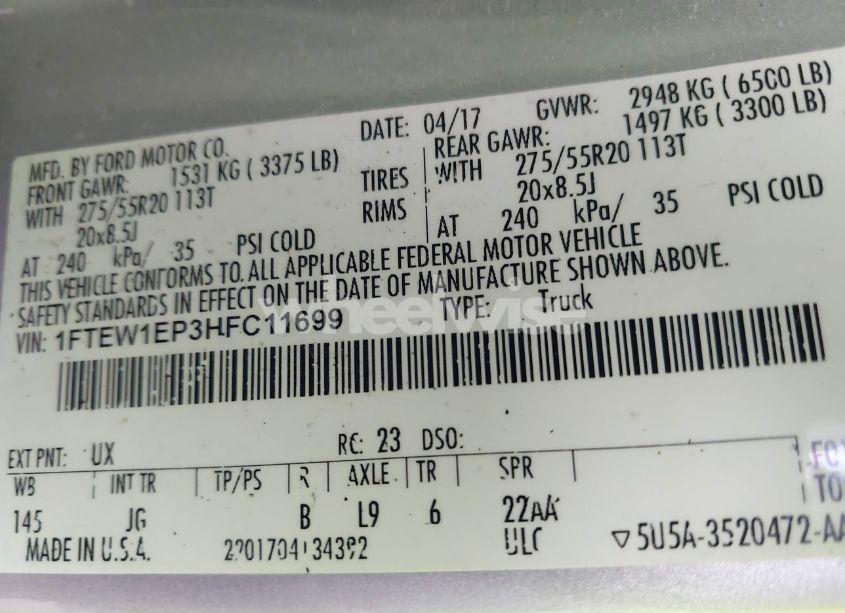 MFD. BY FORD MOTOR CO.
DATE: 04/17
GVWR: 2948 KG ( 6500 LB)
FRONT GAWR: 1531 KG ( 3375 LB)
REAR GAWR: 1497 KG ( 3300 LB)
WITH 275/55R20 113T
TIRES
WITH 275/55R20 113T
20x8.5J
RIMS
20x8.5J
AT 240 kPa/ 35 PSI COLD
AT 240 kPa/ 35 PSI COLD
THIS VEHICLE CONFORMS TO ALL APPLICABLE FEDERAL MOTOR VEHICLE
SAFETY STANDARDS IN EFFECT ON THE DATE OF MANUFACTURE SHOWN ABOVE.
VIN: 1FTEW1EP3HFC11699
TYPE: Truck
EXT PNT: UX RC: 23 DSO:
WB INT TR TP/PS R AXLE TR SPR
145 JG B L9 6 22AA
MADE IN U.S.A. ULC 5U5A-3520472-AA